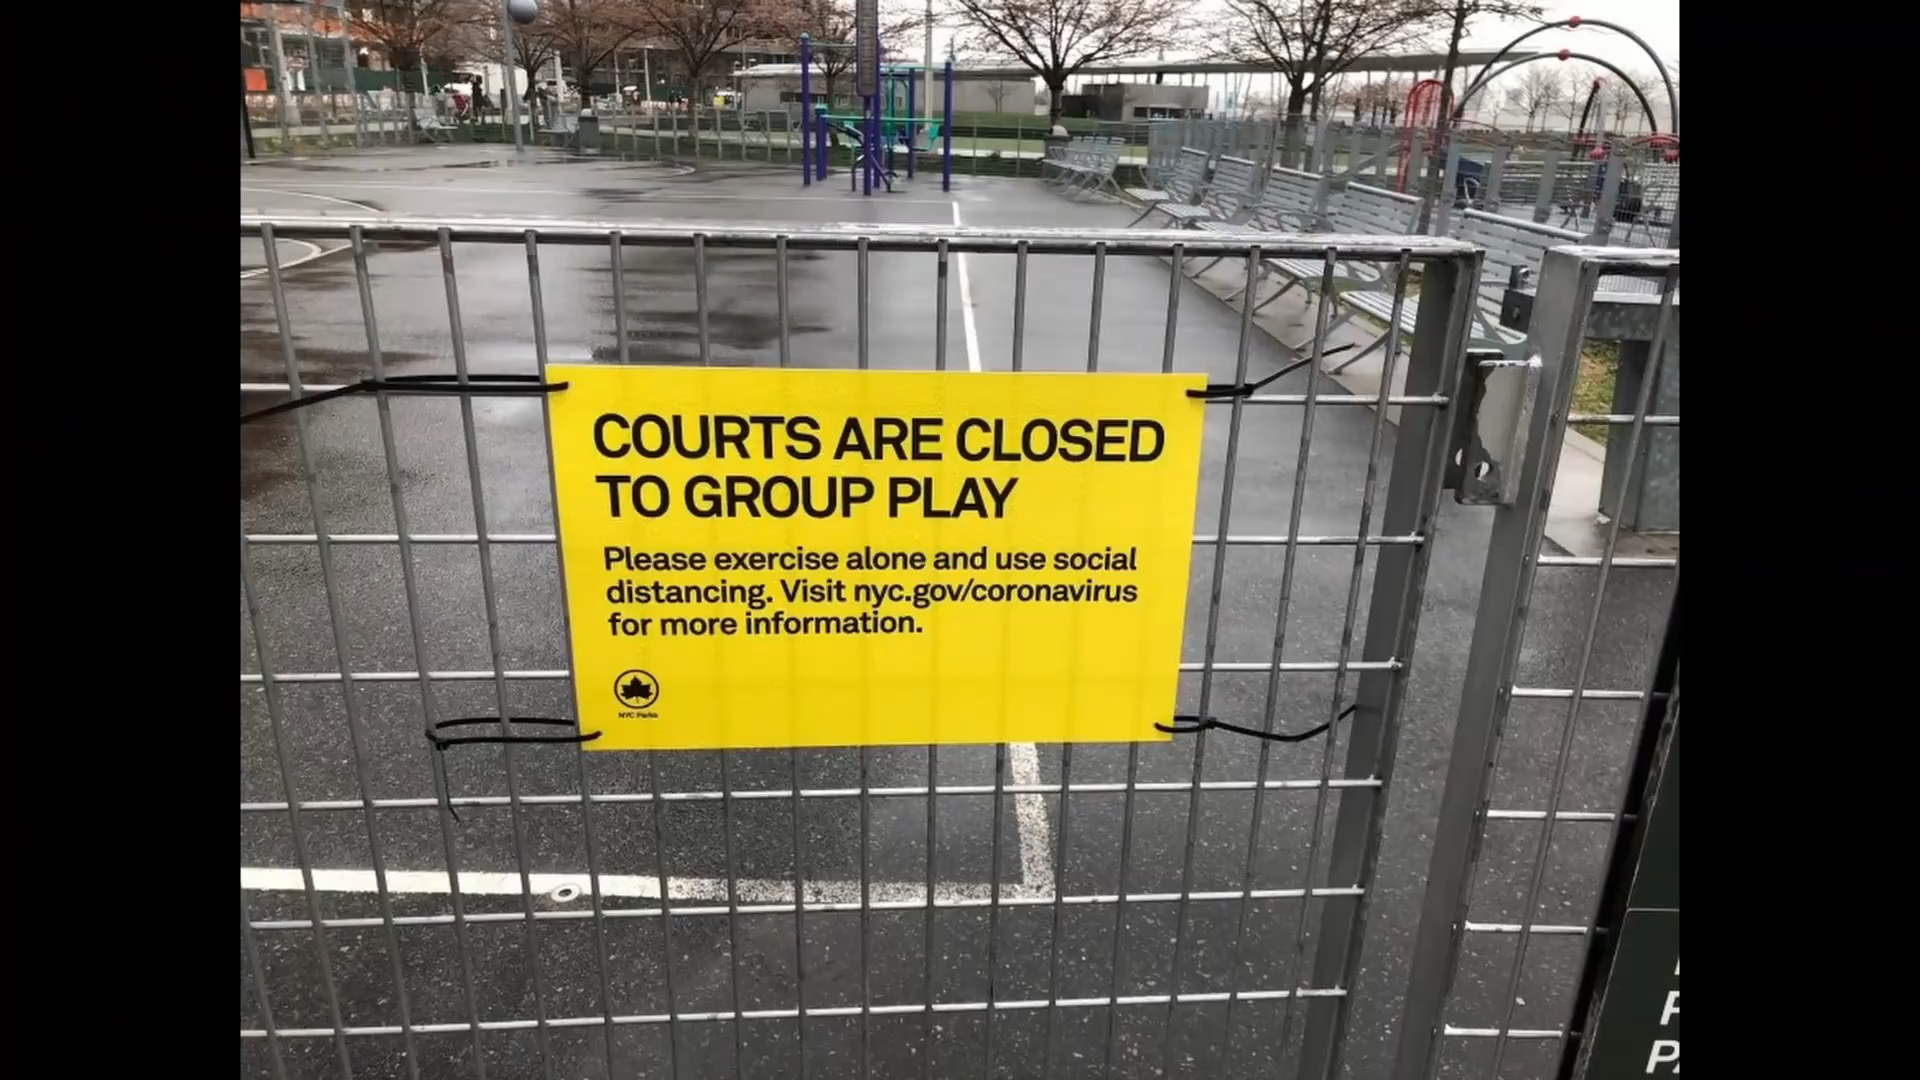 COURTS ARE CLOSED
TO GROUP PLAY
Please exercise alone and use social
distancing. Visit nyc.gov/coronavirus
for more information.
NYC Parks